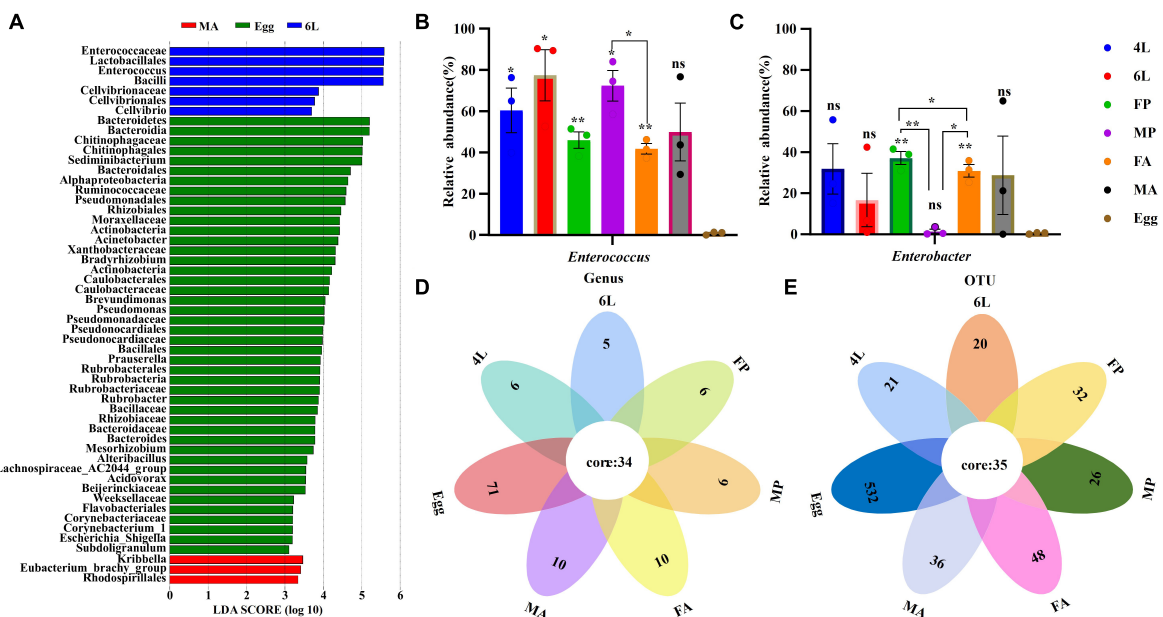 A
MA Egg 6L
Enterococcaceae
Lactobacillales
Enterococcus
Bacilli
Cellvibrionaceae
Cellvibrionales
Cellvibrio
Bacteroidetes
Bacteroidia
Chitinophagaceae
Chitinophagales
Sediminibacterium
Bacteroidales
Alphaproteobacteria
Ruminococcaceae
Pseudomonadales
Rhizobiales
Moraxellaceae
Actinobacteria
Acinetobacter
Xanthobacteraceae
Bradyrhizobium
Actinobacteria
Caulobacterales
Caulobacteraceae
Brevundimonas
Pseudomonas
Pseudomonadaceae
Pseudonocardiales
Pseudonocardiaceae
Bacillales
Prauserella
Rubrobacterales
Rubrobacteria
Rubrobacteriaceae
Rubrobacter
Bacillaceae
Rhizobiaceae
Bacteroidaceae
Bacteroides
Mesorhizobium
Alteribacillus
Lachnospiraceae_AC2044_group
Acidovorax
Beijerinckiaceae
Weeksellaceae
Flavobacteriales
Corynebacteriaceae
Corynebacterium_1
Escherichia_Shigella
Subdoligranulum
Kribbella
Eubacterium_brachy_group
Rhodospirillales
0 1 2 3 4 5 6
LDA SCORE (log 10)
B
Relative abundance(%)
100
80
60
40
20
0
* * ** * * ** ns
Enterococcus
C
Relative abundance(%)
100
80
60
40
20
0
ns ns ** ** * ns * ** ns
Enterobacter
4L
6L
FP
MP
FA
MA
Egg
D
Genus
6L
5
FP
6
MP
6
FA
10
MA
10
Egg
71
4L
6
core:34
E
OTU
6L
20
FP
32
MP
26
FA
48
MA
36
Egg
532
4L
21
core:35